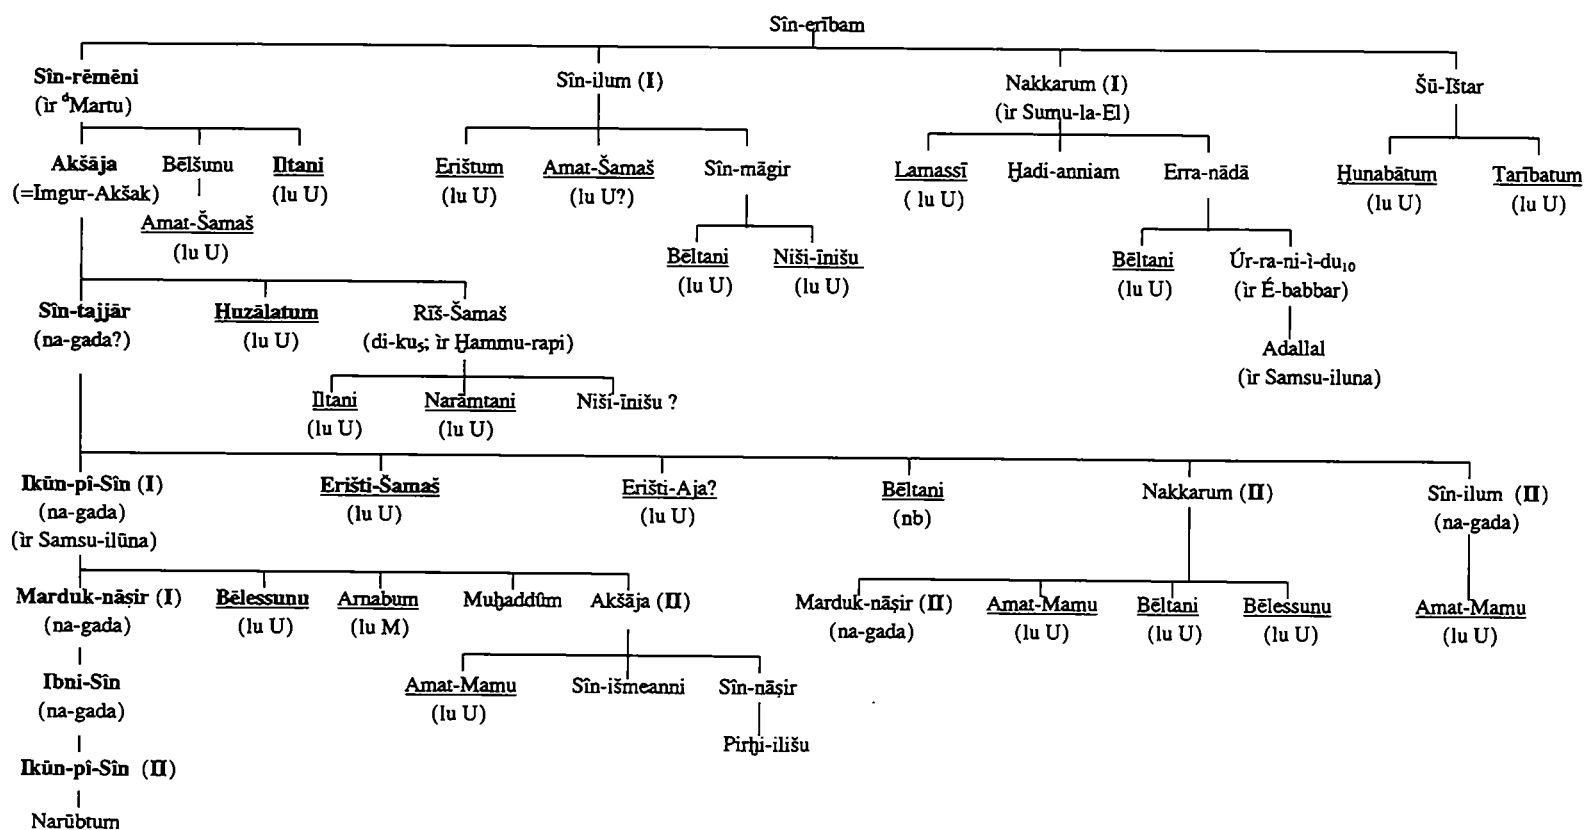 Sîn-erībam
Sîn-rēmēni Sîn-ilum (I) Nakkarum (I) Šū-Ištar
(ìr ᵈMartu) (ìr Sumu-la-El)
Akšāja Bēlšunu Iltani Erištum Amat-Šamaš Sîn-māgir Lamassī Ḫadi-anniam Erra-nādā Ḫunabātum Tarībatum
(=Imgur-Akšak) (lu U) (lu U) (lu U?) ( lu U) (lu U) (lu U)
Amat-Šamaš
(lu U)
Bēltani Niši-īnišu Bēltani Úr-ra-ni-ì-du₁₀
(lu U) (lu U) (lu U) (ìr É-babbar)
Sîn-tajjār Ḫuzālatum Rīš-Šamaš
(na-gada?) (lu U) (di-ku₅; ìr Ḫammu-rapi)
Adallal
(ìr Samsu-iluna)
Iltani Narāmtani Niši-īnišu ?
(lu U) (lu U)
Ikūn-pî-Sîn (I) Erišti-Šamaš Erišti-Aja? Bēltani Nakkarum (II) Sîn-ilum (II)
(na-gada) (lu U) (lu U) (nb) (na-gada)
(ìr Samsu-ilūna)
Marduk-nāṣir (I) Bēlessunu Arnabum Muḫaddûm Akšāja (II) Marduk-nāṣir (II) Amat-Mamu Bēltani Bēlessunu Amat-Mamu
(na-gada) (lu U) (lu M) (na-gada) (lu U) (lu U) (lu U) (lu U)
Ibni-Sîn Amat-Mamu Sîn-išmeanni Sîn-nāṣir
(na-gada) (lu U)
Pirḫi-ilišu
Ikūn-pî-Sîn (II)
Narūbtum